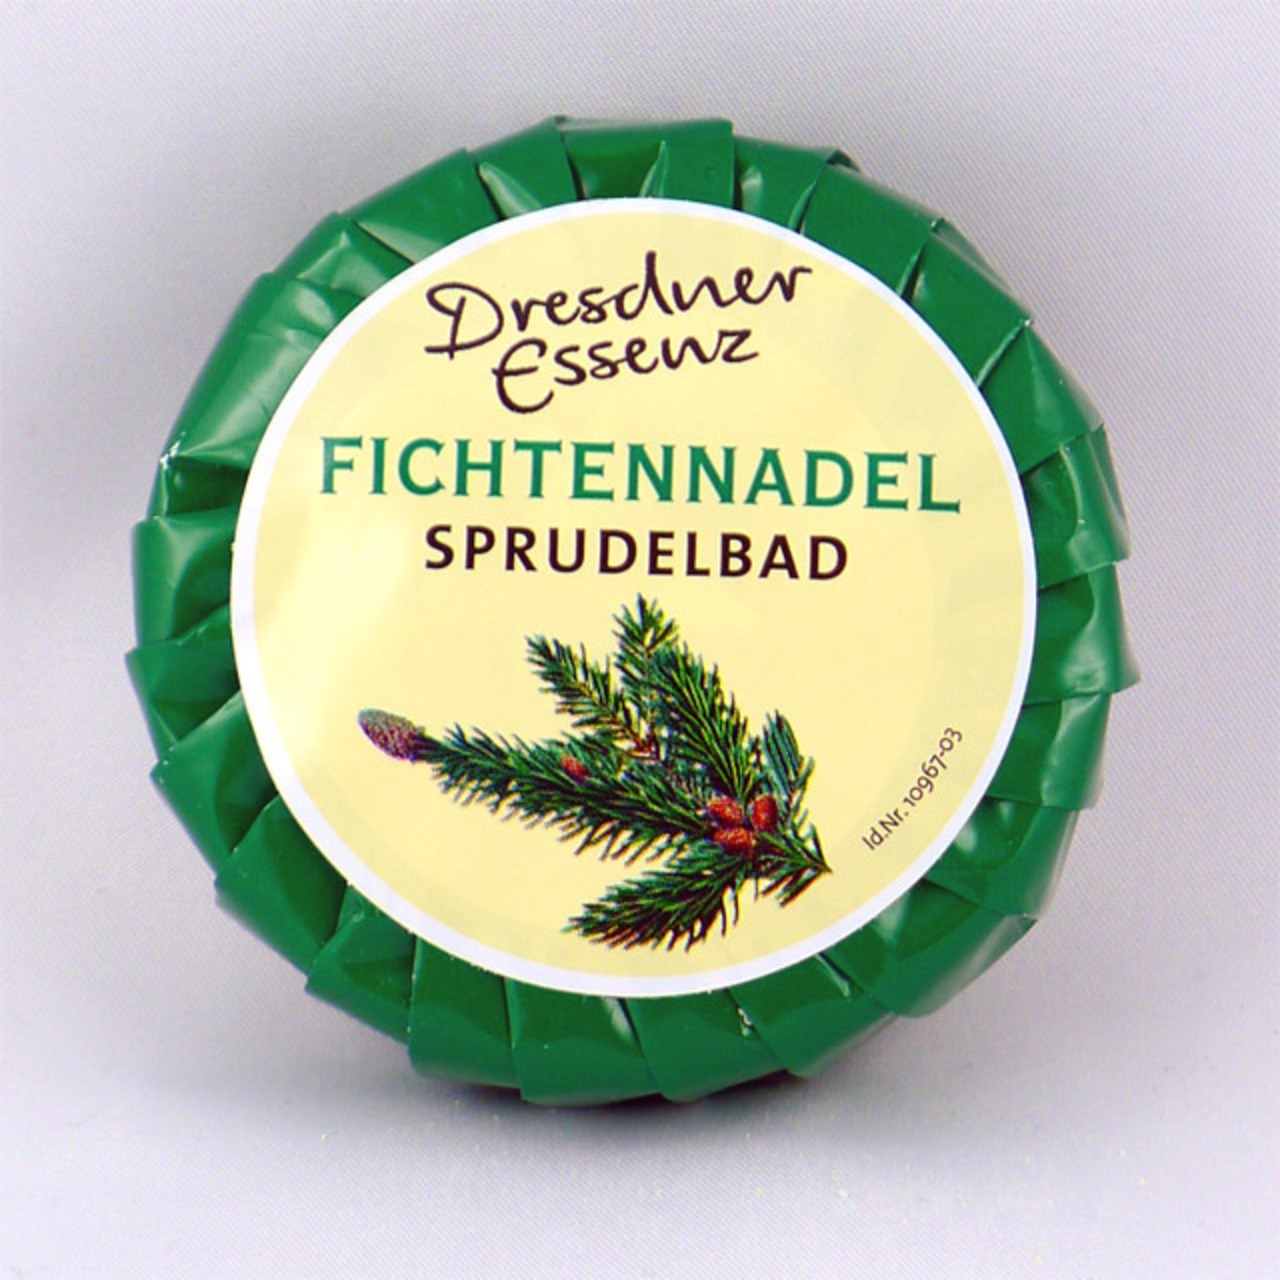 Dresdner
Essenz
FICHTENNADEL
SPRUDELBAD
Id.Nr. 10967-03